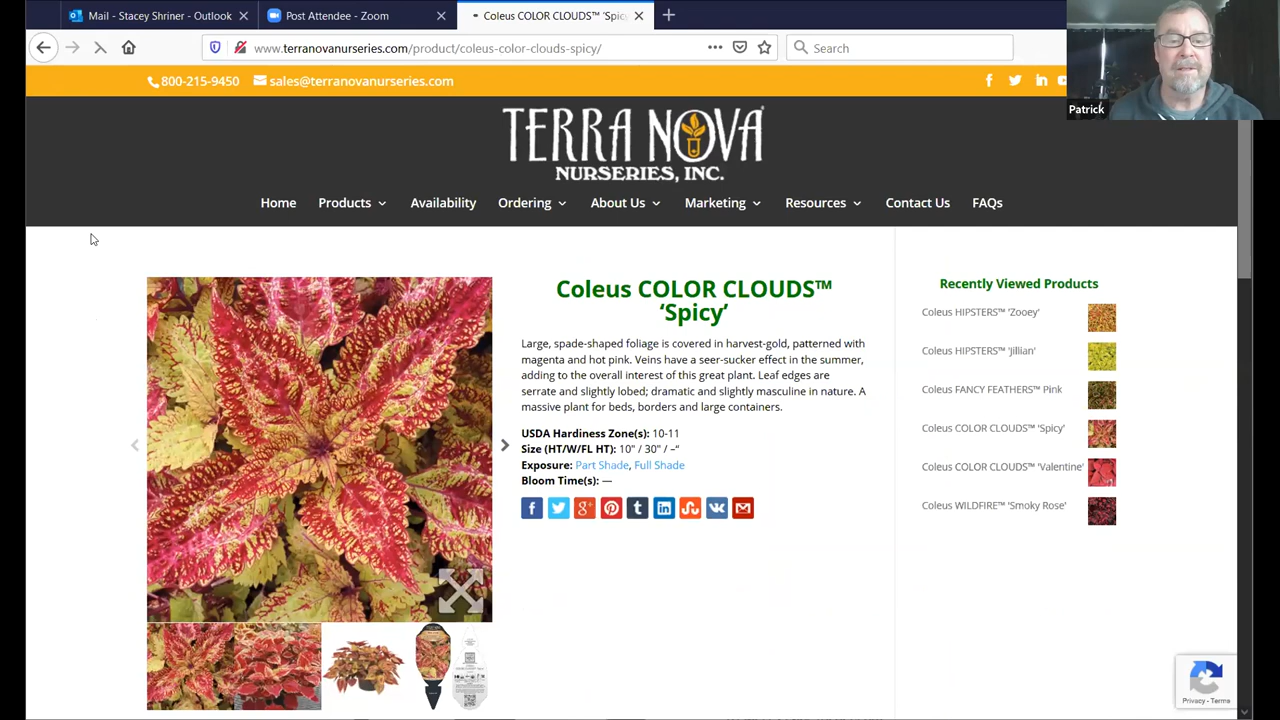 Mail - Stacey Shriner - Outlook
Post Attendee - Zoom
Coleus COLOR CLOUDS™ 'Spic
www.terranovanurseries.com/product/coleus-color-clouds-spicy/
Search
Patrick
800-215-9450
sales@terranovanurseries.com
TERRA NOVA
NURSERIES, INC.
Home
Products
Availability
Ordering
About Us
Marketing
Resources
Contact Us
FAQs
Coleus COLOR CLOUDS™
‘Spicy’
Large, spade-shaped foliage is covered in harvest-gold, patterned with
magenta and hot pink. Veins have a seer-sucker effect in the summer,
adding to the overall interest of this great plant. Leaf edges are
serrate and slightly lobed; dramatic and slightly masculine in nature. A
massive plant for beds, borders and large containers.
USDA Hardiness Zone(s): 10-11
Size (HT/W/FL HT): 10" / 30" / –"
Exposure: Part Shade, Full Shade
Bloom Time(s): —
Recently Viewed Products
Coleus HIPSTERS™ 'Zooey'
Coleus HIPSTERS™ 'Jillian'
Coleus FANCY FEATHERS™ Pink
Coleus COLOR CLOUDS™ 'Spicy'
Coleus COLOR CLOUDS™ 'Valentine'
Coleus WILDFIRE™ 'Smoky Rose'
Privacy - Terms